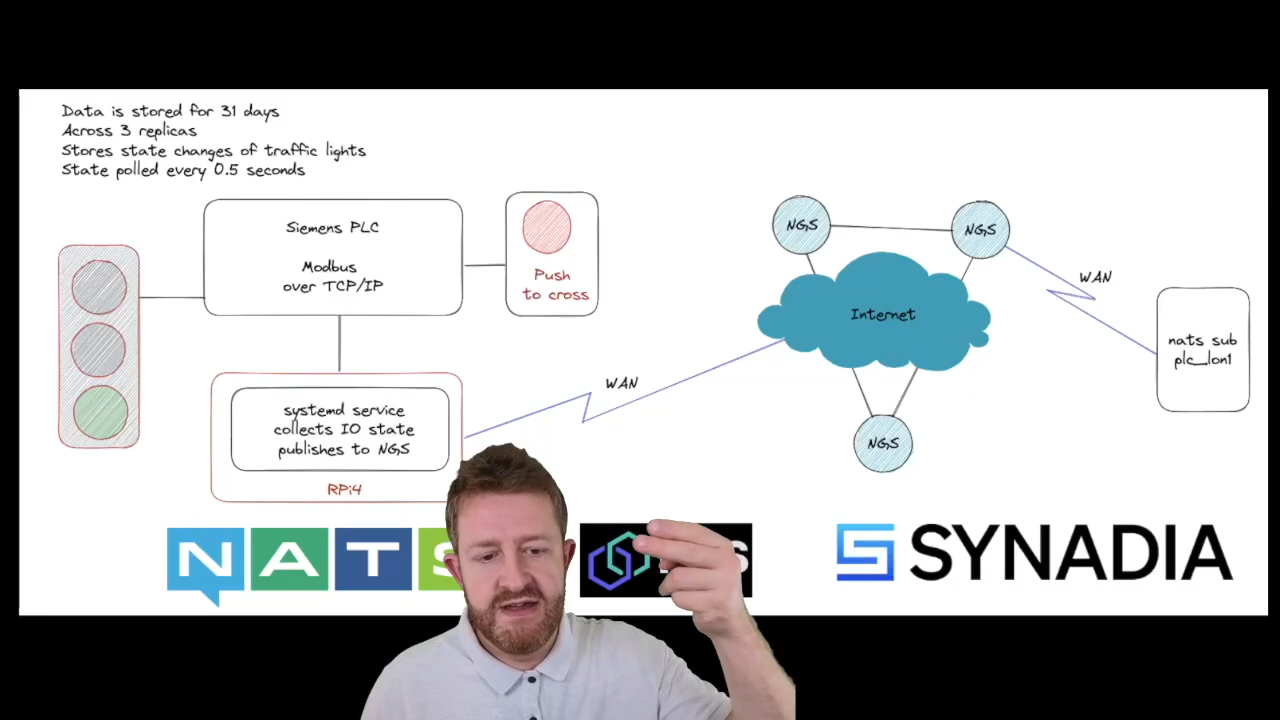 Data is stored for 31 days
Across 3 replicas
Stores state changes of traffic lights
State polled every 0.5 seconds
Siemens PLC
Modbus
over TCP/IP
Push
to cross
NGS
NGS
WAN
Internet
nats sub
plc_lon1
WAN
systemd service
collects IO state
publishes to NGS
NGS
RPi4
NATS
SYNADIA